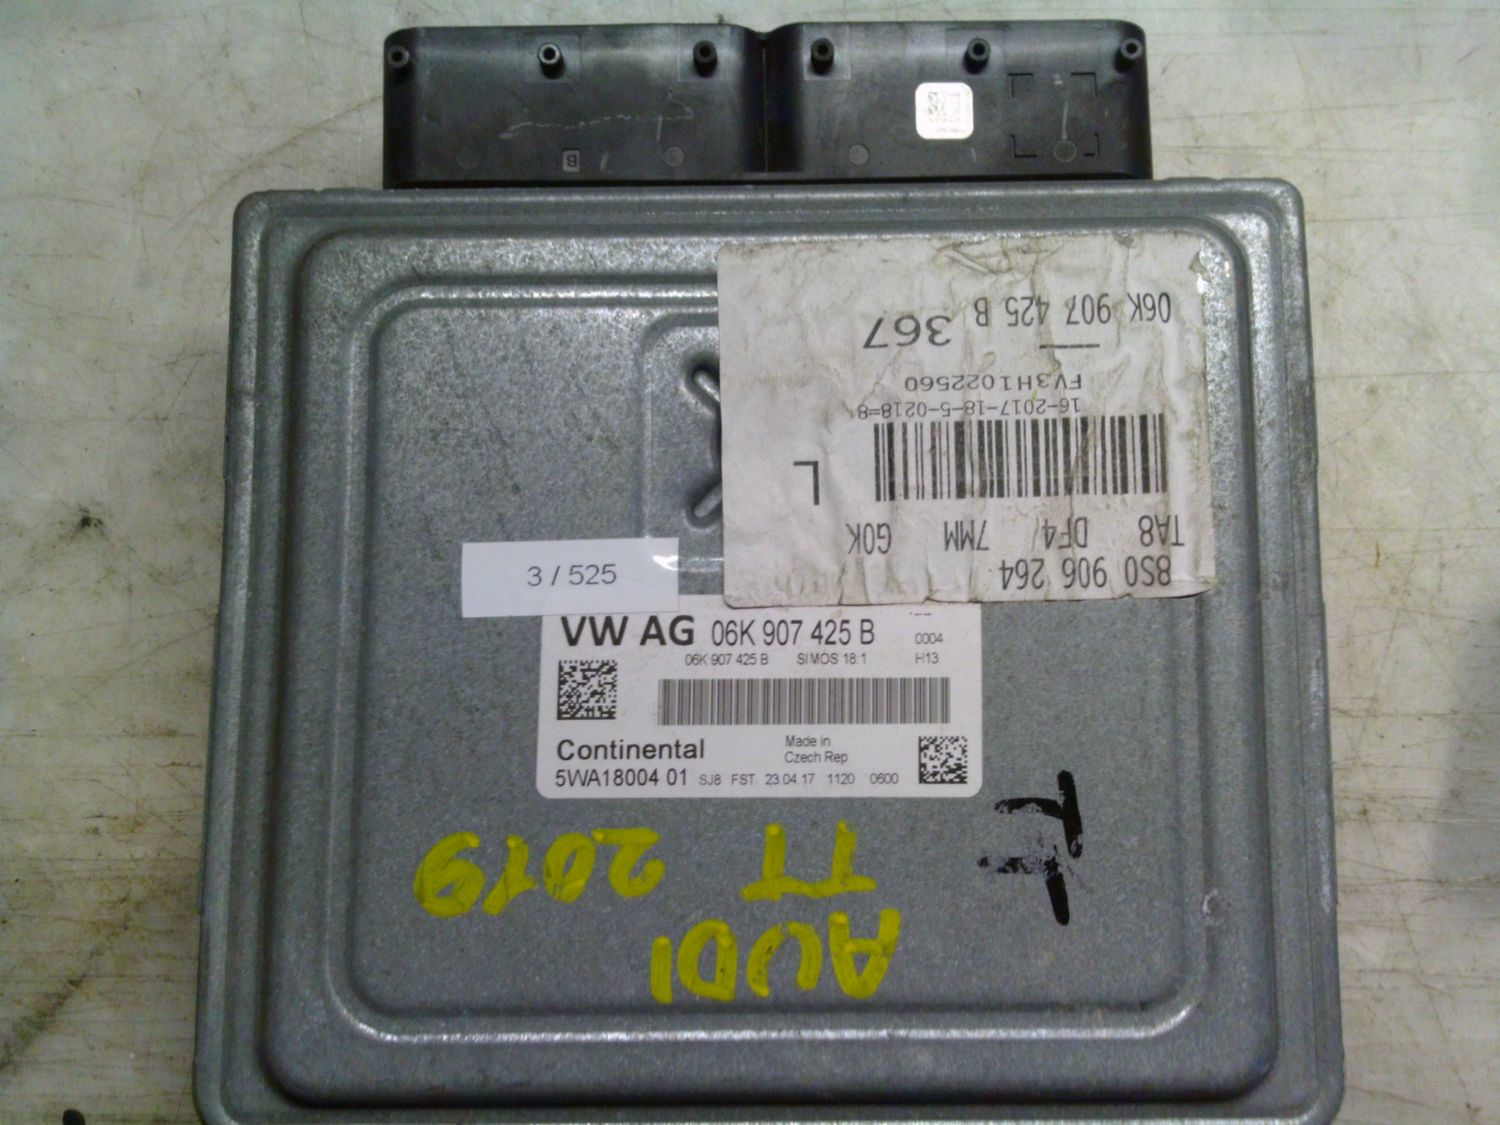 06K 907 425 B
367
FV3H1022560
16-2017-18-5-0218=8
L
TA8 DF4 7MM G0K
8S0 906 264
3 / 525
VW AG 06K 907 425 B 0004
06K 907 425 B SIMOS 18.1 H13
Continental Made in
Czech Rep
5WA18004 01 SJ8 FST 23.04.17 1120 0600
AUDI
TT
2019
B